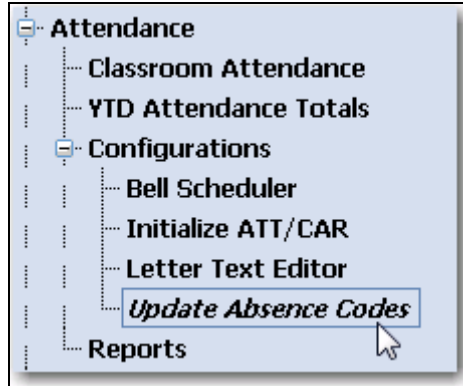 Attendance
Classroom Attendance
YTD Attendance Totals
Configurations
Bell Scheduler
Initialize ATT/CAR
Letter Text Editor
Update Absence Codes
Reports